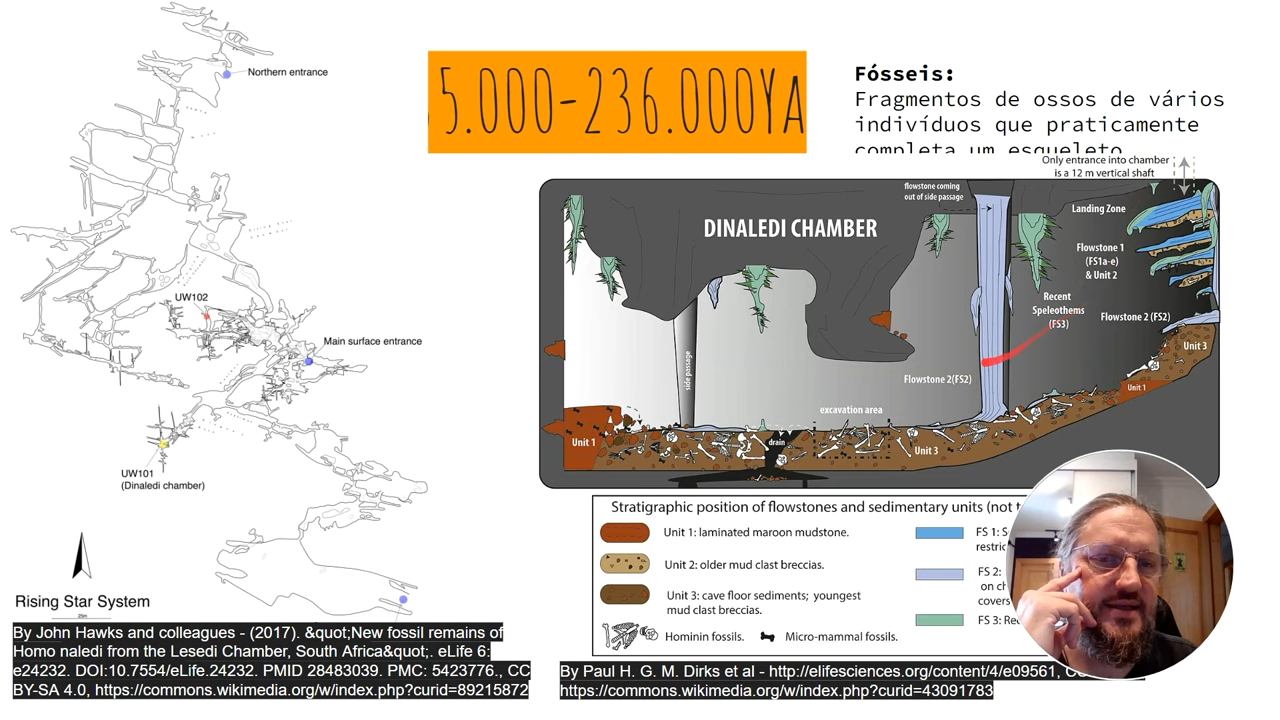 Northern entrance
UW102
Main surface entrance
UW101
(Dinaledi chamber)
Rising Star System
25m
By John Hawks and colleagues - (2017). &quot;New fossil remains of
Homo naledi from the Lesedi Chamber, South Africa&quot;. eLife 6:
e24232. DOI:10.7554/eLife.24232. PMID 28483039. PMC: 5423776., CC
BY-SA 4.0, https://commons.wikimedia.org/w/index.php?curid=89215872
5.000-236.000YA
Fósseis:
Fragmentos de ossos de vários
indivíduos que praticamente
completa um esqueleto
Only entrance into chamber
is a 12 m vertical shaft
flowstone coming
out of side passage
DINALEDI CHAMBER
Landing Zone
Flowstone 1
(FS1a-e)
& Unit 2
Recent
Speleothems
(FS3)
Flowstone 2 (FS2)
Unit 3
side passage
Flowstone 2(FS2)
Unit 1
excavation area
Unit 1
drain
Unit 3
Stratigraphic position of flowstones and sedimentary units (not t
Unit 1: laminated maroon mudstone.
Unit 2: older mud clast breccias.
Unit 3: cave floor sediments; youngest
mud clast breccias.
Hominin fossils.
Micro-mammal fossils.
FS 1: S
restric
FS 2:
on ch
covers
FS 3: Rec
By Paul H. G. M. Dirks et al - http://elifesciences.org/content/4/e09561, CC
https://commons.wikimedia.org/w/index.php?curid=43091783